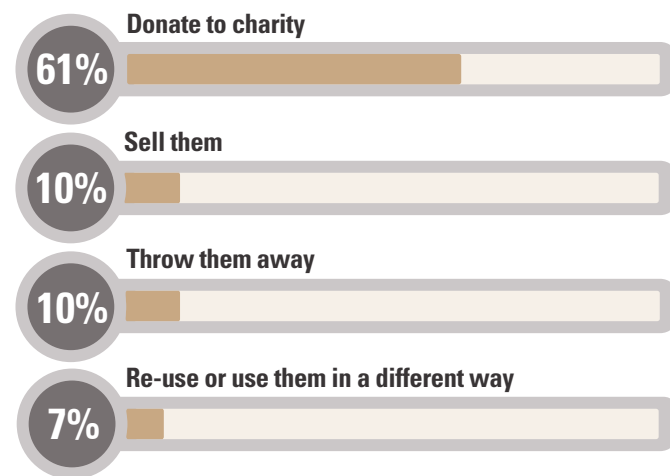 Donate to charity
61%
Sell them
10%
Throw them away
10%
Re-use or use them in a different way
7%